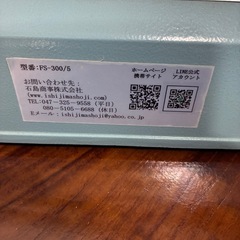 型番:FS-300/5
お問い合わせ先:
石島商事株式会社
(www.ishijimashoji.com)
TEL:047-325-9558 (平日)
080-5105-6688 (休日)
Eメール:ishijimashoji@yahoo.co.jp
ホームページ
携帯サイト
LINE公式
アカウント